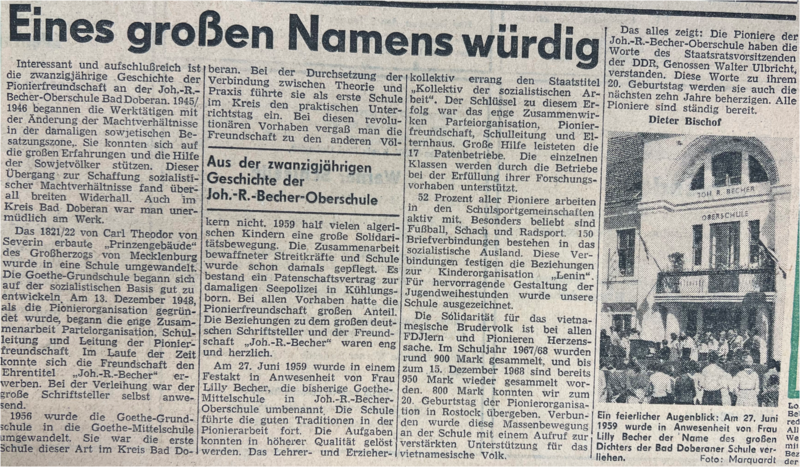 Eines großen Namens würdig
Interessant und aufschlußreich ist
die zwanzigjährige Geschichte der
Pionierfreundschaft an der Joh.-R.-
Becher-Oberschule Bad Doberan. 1945/
1946 begannen die Werktätigen mit
der Änderung der Machtverhältnisse
in der damaligen sowjetischen Be-
satzungszone. Sie konnten sich auf
die großen Erfahrungen und die Hilfe
der Sowjetvölker stützen. Dieser
Übergang zur Schaffung sozialisti-
scher Machtverhältnisse fand über-
all breiten Widerhall. Auch im
Kreis Bad Doberan war man uner-
müdlich am Werk.
Das 1821/22 von Carl Theodor von
Severin erbaute „Prinzengebäude"
des Großherzogs von Mecklenburg
wurde in eine Schule umgewandelt.
Die Goethe-Grundschule begann sich
auf der sozialistischen Basis gut zu
entwickeln. Am 13. Dezember 1948,
als die Pionierorganisation gegrün-
det wurde, begann die enge Zusam-
menarbeit Parteiorganisation, Schul-
leitung und Leitung der Pionier-
freundschaft Im Laufe der Zeit
konnte sich die Freundschaft den
Ehrentitel „Joh.-R.-Becher" er-
werben. Bei der Verleihung war der
große Schriftsteller selbst anwe-
send.
1956 wurde die Goethe-Grund-
schule in die Goethe-Mittelschule
umgewandelt. Sie war die erste
Schule dieser Art im Kreis Bad Do-
beran. Bei der Durchsetzung der
Verbindung zwischen Theorie und
Praxis führte sie als erste Schule
im Kreis den praktischen Unter-
richtstag ein. Bei diesen revolu-
tionären Vorhaben vergaß man die
Freundschaft zu den anderen Völ-
Aus der zwanzigjährigen
Geschichte der
Joh.-R.-Becher-Oberschule
kern nicht. 1959 half vielen algeri-
schen Kindern eine große Solidari-
tätsbewegung. Die Zusammenarbeit
bewaffneter Streitkräfte und Schule
wurde schon damals gepflegt. Es
bestand ein Patenschaftsvertrag zur
damaligen Seepolizei in Kühlungs-
born. Bei allen Vorhaben hatte die
Pionierfreundschaft großen Anteil.
Die Beziehungen zu dem großen deut-
schen Schriftsteller und der Freund-
schaft „Joh.-R.-Becher" waren eng
und herzlich.
Am 27. Juni 1959 wurde in einem
Festakt in Anwesenheit von Frau
Lilly Becher, die bisherige Goethe-
Mittelschule in Joh.-R.-Becher-
Oberschule umbenannt. Die Schule
führte die guten Traditionen in der
Pionierarbeit fort. Die Aufgaben
konnten in höherer Qualität gelöst
werden. Das Lehrer- und Erzieher-
kollektiv errang den Staatstitel
„Kollektiv der sozialistischen Ar-
beit". Der Schlüssel zu diesem Er-
folg war das enge Zusammenwir-
ken Parteiorganisation, Pionier-
freundschaft, Schulleitung und El-
ternhaus. Große Hilfe leisteten die
17 Patenbetriebe. Die einzelnen
Klassen werden durch die Betriebe
bei der Erfüllung ihrer Forschungs-
vorhaben unterstützt.
52 Prozent aller Pioniere arbeiten
in den Schulsportgemeinschaften
aktiv mit. Besonders beliebt sind
Fußball, Schach und Radsport. 150
Briefverbindungen bestehen in das
sozialistische Ausland. Diese Ver-
bindungen festigen die Beziehungen
zur Kinderorganisation „Lenin".
Für hervorragende Gestaltung der
Jugendweihestunden wurde unsere
Schule ausgezeichnet.
Die Solidarität für das vietna-
mesische Brudervolk ist bei allen
FDJlern und Pionieren Herzens-
sache. Im Schuljahr 1967/68 wurden
rund 900 Mark gesammelt, und bis
zum 15. Dezember 1968 sind bereits
950 Mark wieder gesammelt wor-
den. 800 Mark konnten wir zum
20. Geburtstag der Pionierorganisa-
tion in Rostock übergeben. Verbun-
den wurde diese Massenbewegung
an der Schule mit einem Aufruf zur
verstärkten Unterstützung für das
vietnamesische Volk.
Das alles zeigt: Die Pioniere der
Joh.-R.-Becher-Oberschule haben die
Worte des Staatsratsvorsitzenden
der DDR, Genossen Walter Ulbricht,
verstanden. Diese Worte zu ihrem
20. Geburtstag werden sie auch die
nächsten zehn Jahre beherzigen. Alle
Pioniere sind ständig bereit.
Dieter Bischof
JOH. R. BECHER
OBERSCHULE
Ein feierlicher Augenblick: Am 27. Juni
1959 wurde in Anwesenheit von Frau
Lilly Becher der Name des großen
Dichters der Bad Doberaner Schule ver-
liehen. Foto: Marquardt